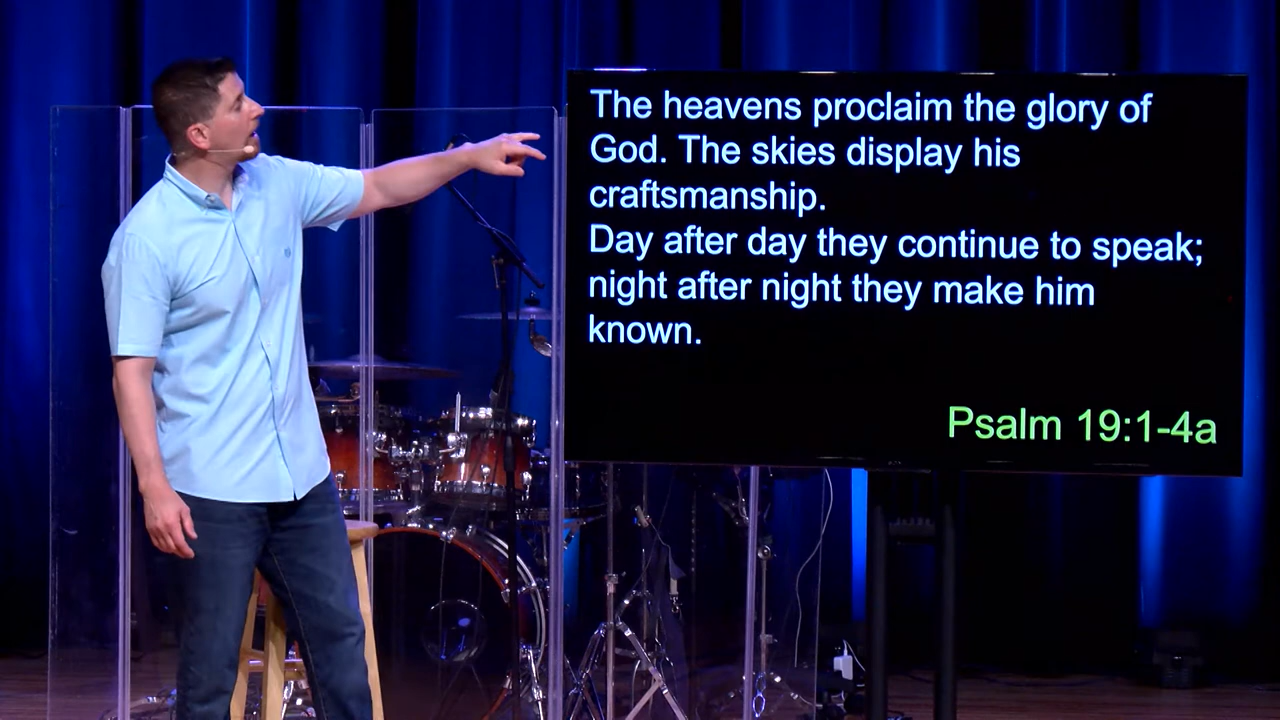 The heavens proclaim the glory of
God. The skies display his
craftsmanship.
Day after day they continue to speak;
night after night they make him
known.
Psalm 19:1-4a